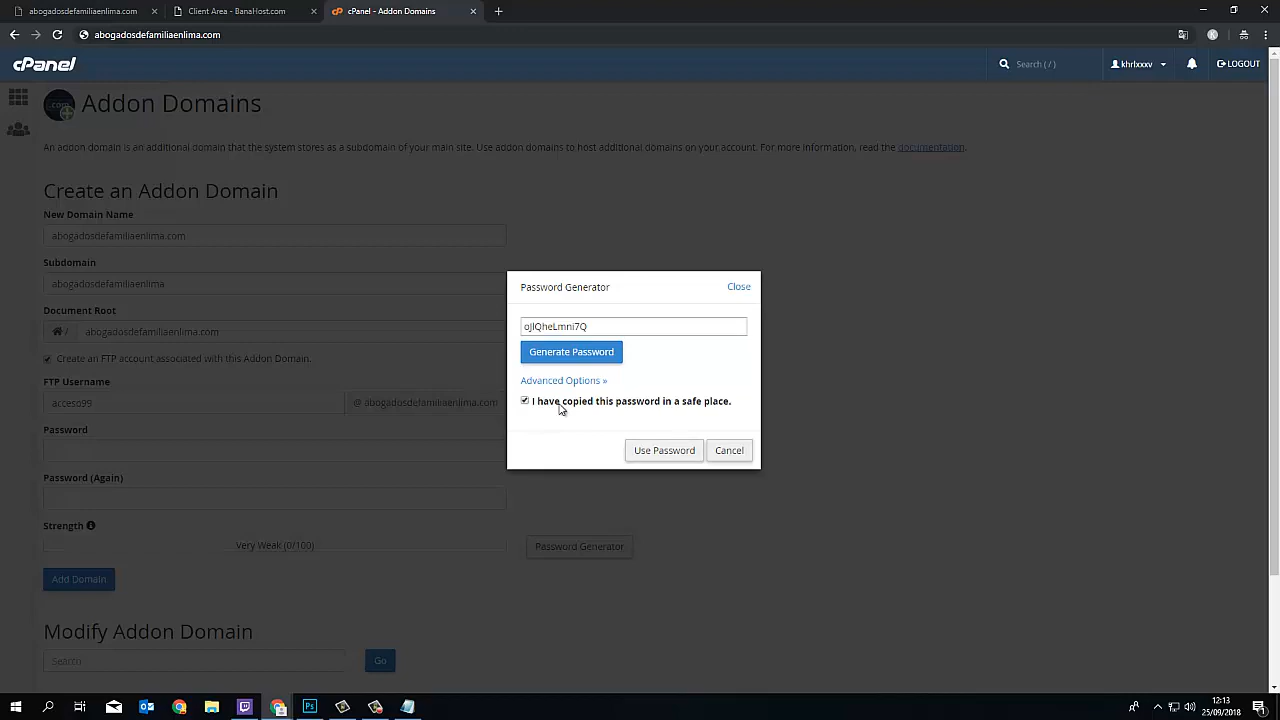 abogadosdefamiliaenlima.com
Client Area - BanaHost.com
cPanel - Addon Domains
abogadosdefamiliaenlima.com
K
cPanel
Search ( / )
khrlxxxv
LOGOUT
.com
Addon Domains
An addon domain is an additional domain that the system stores as a subdomain of your main site. Use addon domains to host additional domains on your account. For more information, read the documentation.
Create an Addon Domain
New Domain Name
abogadosdefamiliaenlima.com
Subdomain
abogadosdefamiliaenlima
Document Root
/ abogadosdefamiliaenlima.com
Create an FTP account associated with this Addon Domain.
FTP Username
acceso99 @ abogadosdefamiliaenlima.com
Password
Password (Again)
Strength
Very Weak (0/100)
Password Generator
Add Domain
Modify Addon Domain
Search
Go
Password Generator
Close
Generate Password
Advanced Options »
I have copied this password in a safe place.
Use Password
Cancel
Ps
12:13
25/09/2018